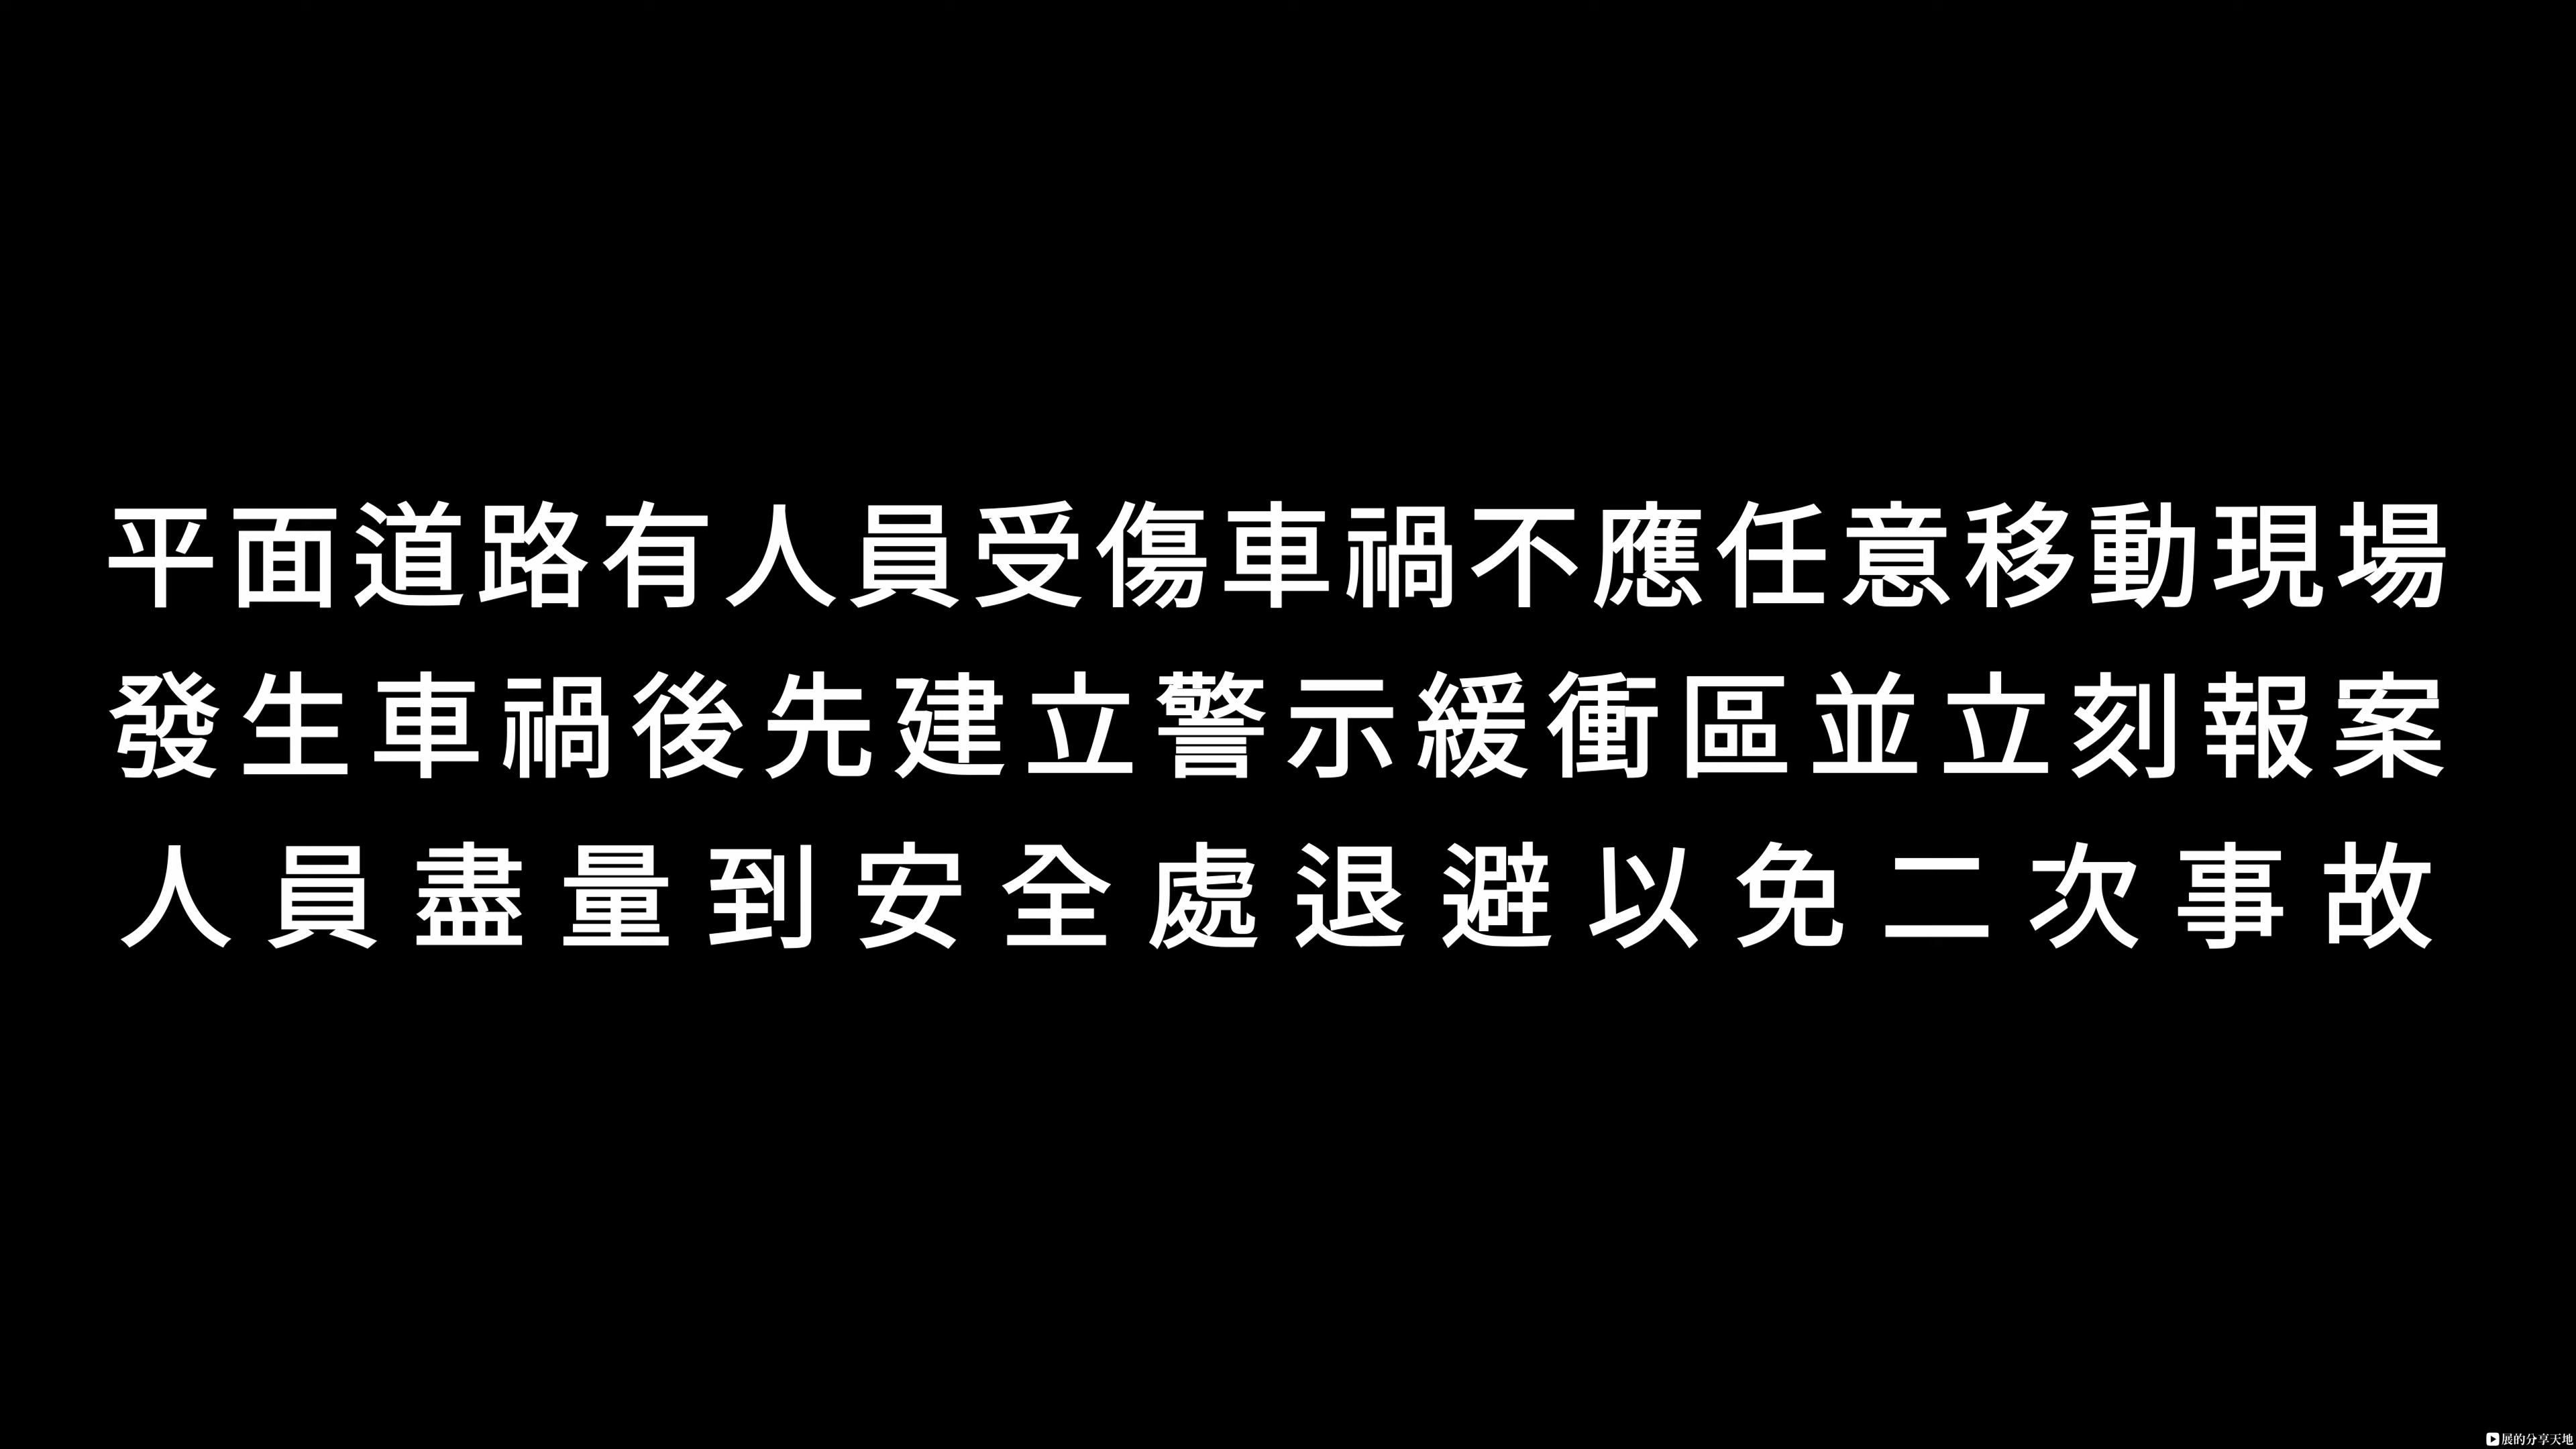 平面道路有人員受傷車禍不應任意移動現場
發生車禍後先建立警示緩衝區並立刻報案
人員盡量到安全處退避以免二次事故
展的分享天地